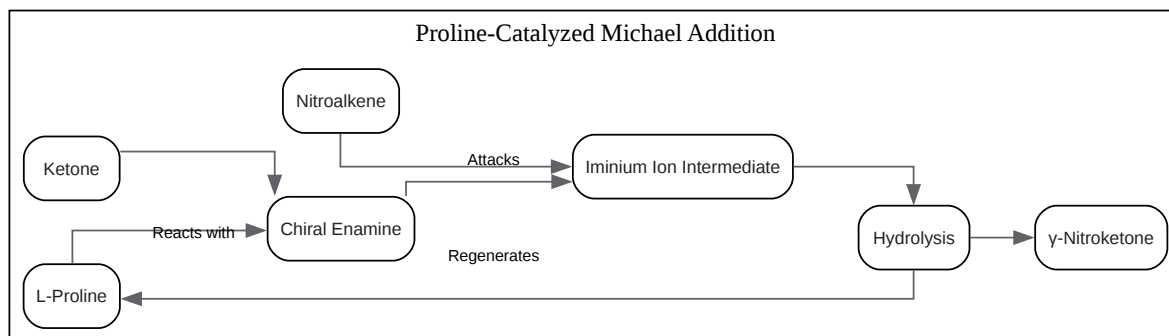 Proline-Catalyzed Michael Addition
Nitroalkene
Ketone
Attacks
Iminium Ion Intermediate
Reacts with
Chiral Enamine
Hydrolysis
γ-Nitroketone
Regenerates
L-Proline